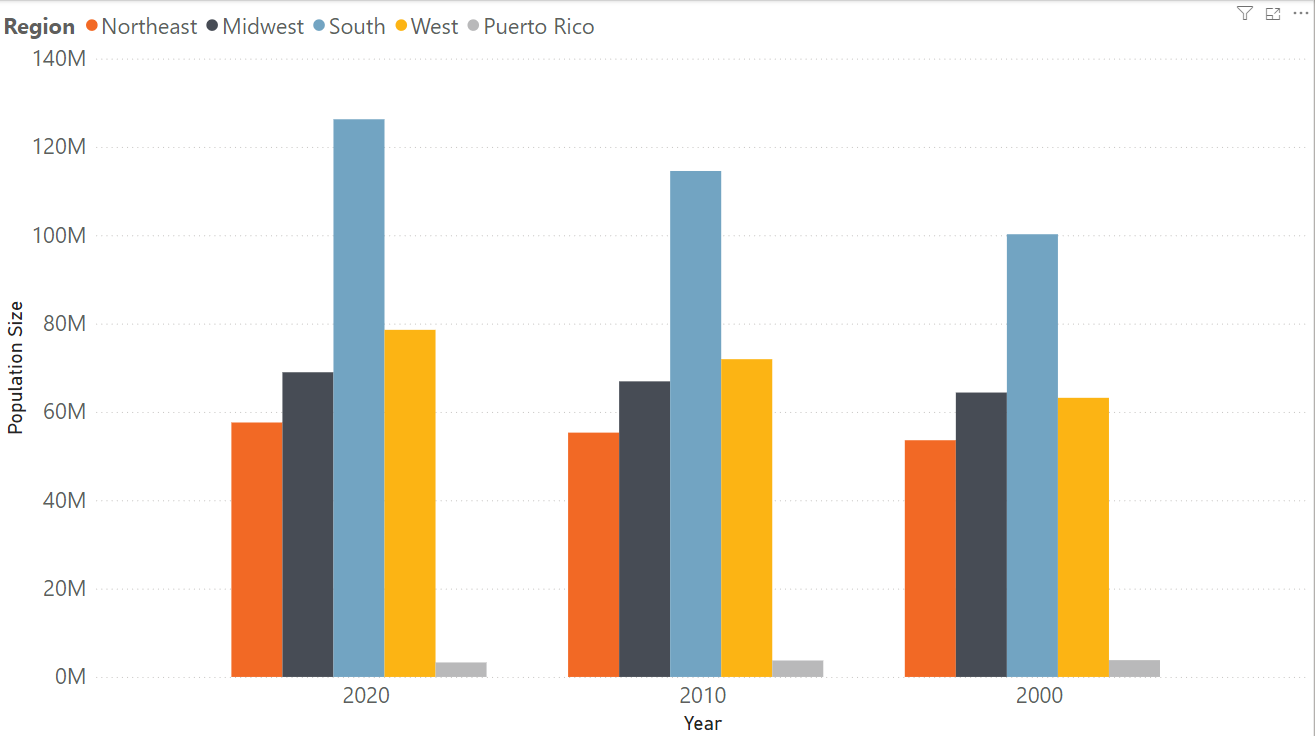 Region Northeast Midwest South West Puerto Rico
140M
120M
100M
80M
60M
40M
20M
0M
Population Size
2020 2010 2000
Year